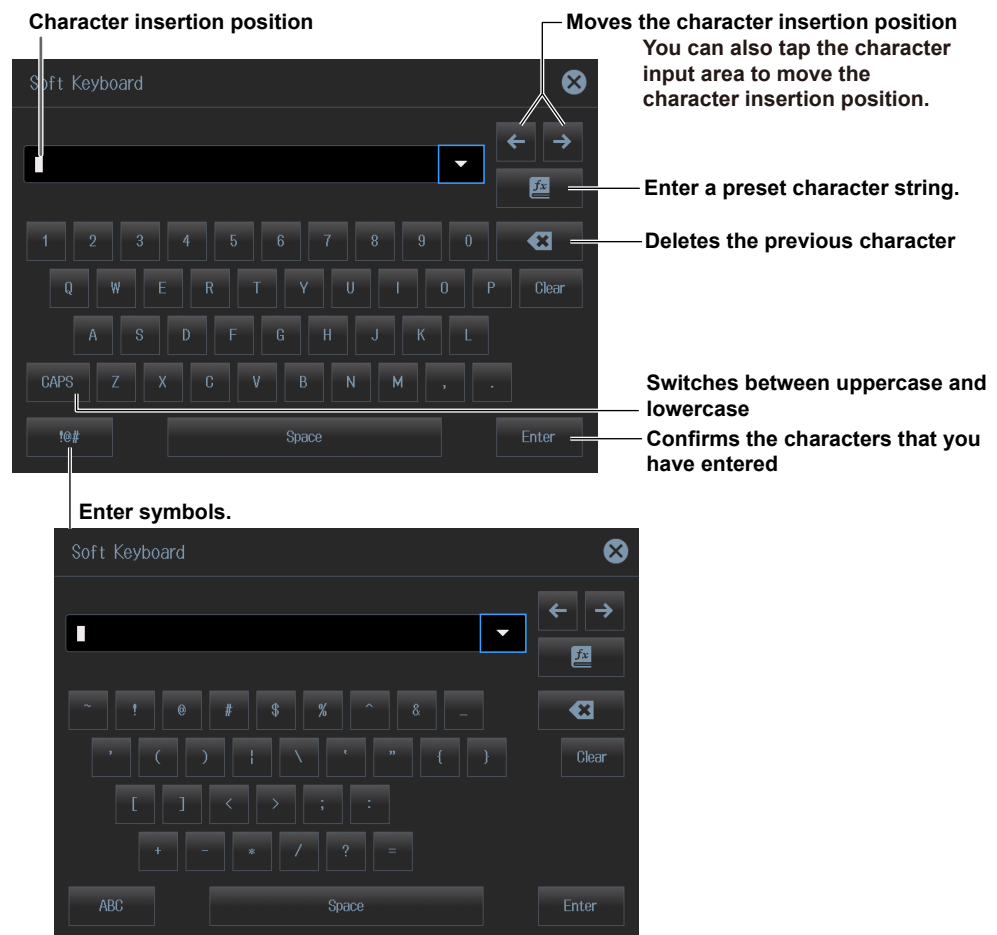 Character insertion position
Moves the character insertion position
You can also tap the character
input area to move the
character insertion position.
Soft Keyboard
fx
Enter a preset character string.
1 2 3 4 5 6 7 8 9 0
Deletes the previous character
Q W E R T Y U I O P Clear
A S D F G H J K L
CAPS Z X C V B N M , .
Switches between uppercase and
lowercase
!@# Space Enter
Confirms the characters that you
have entered
Enter symbols.
Soft Keyboard
fx
~ ! @ # $ % ^ & _
' ( ) ¦ \ ‛ " { } Clear
[ ] < > ; :
+ - * / ? =
ABC Space Enter